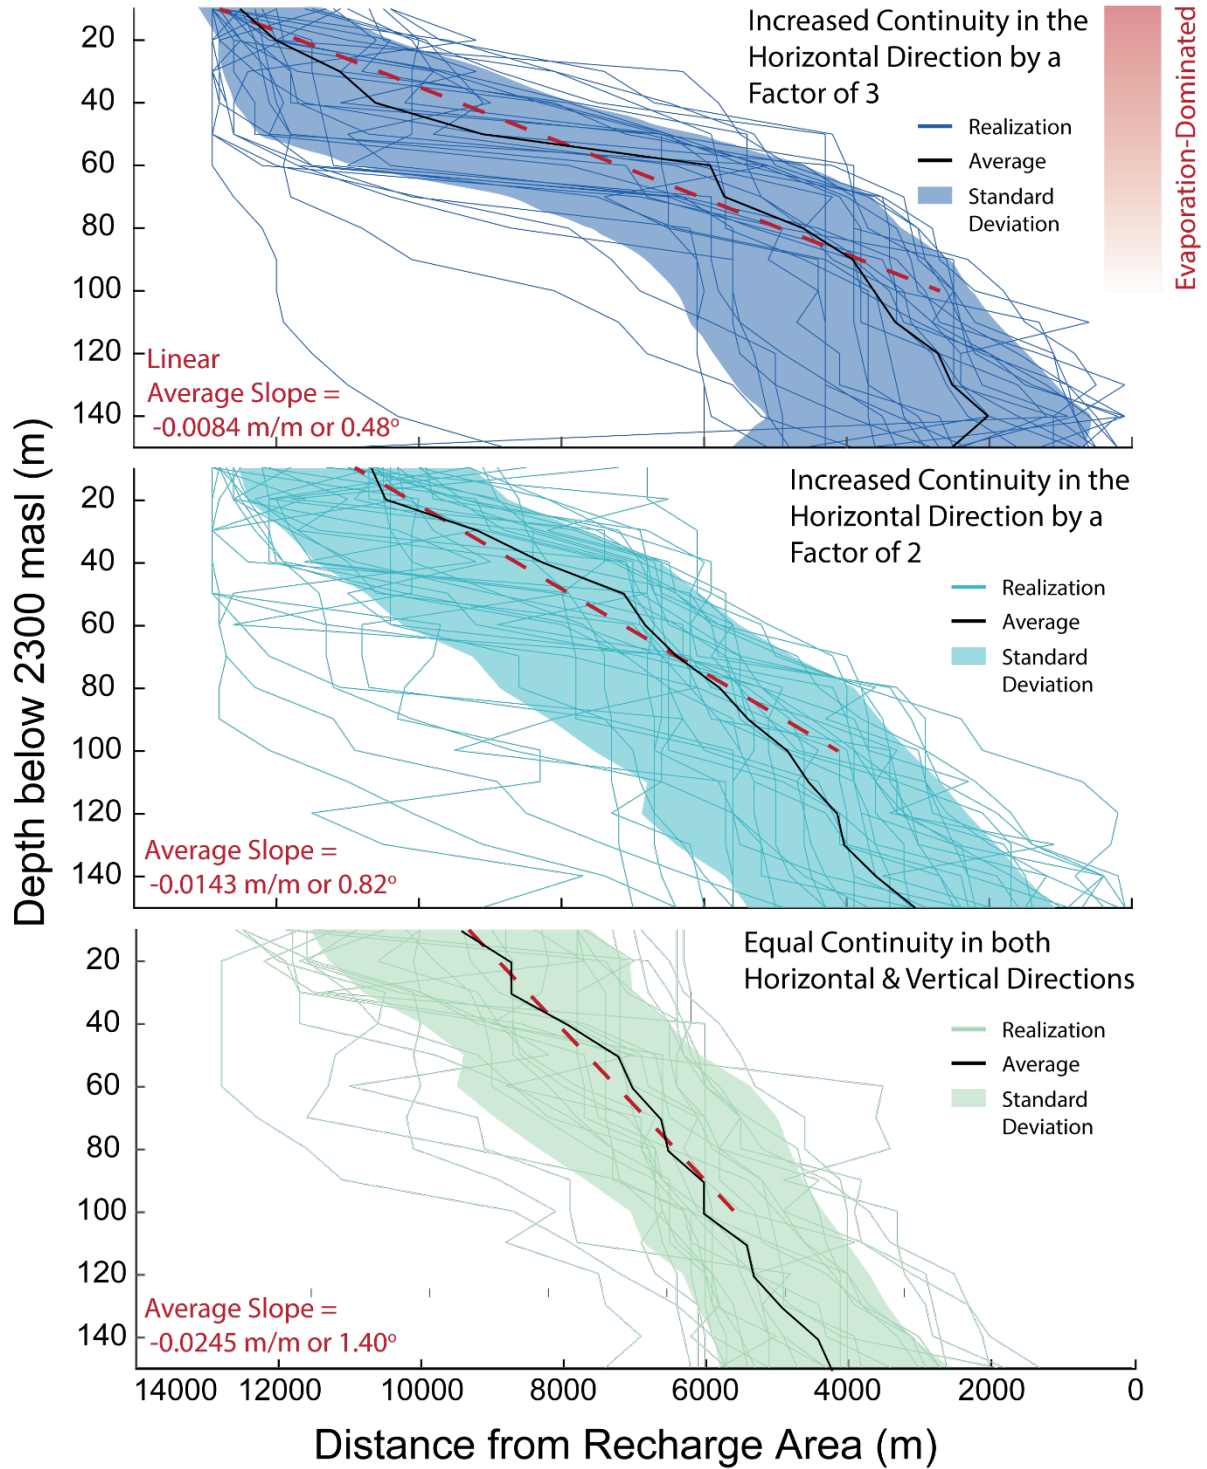 Increased Continuity in the
Horizontal Direction by a
Factor of 3
Realization
Average
Standard
Deviation
Evaporation-Dominated
20
40
60
80
100
120
140
Linear
Average Slope =
-0.0084 m/m or 0.48º
Depth below 2300 masl (m)
Increased Continuity in the
Horizontal Direction by a
Factor of 2
Realization
Average
Standard
Deviation
20
40
60
80
100
120
140
Average Slope =
-0.0143 m/m or 0.82º
Equal Continuity in both
Horizontal & Vertical Directions
Realization
Average
Standard
Deviation
20
40
60
80
100
120
140
Average Slope =
-0.0245 m/m or 1.40º
14000 12000 10000 8000 6000 4000 2000 0
Distance from Recharge Area (m)